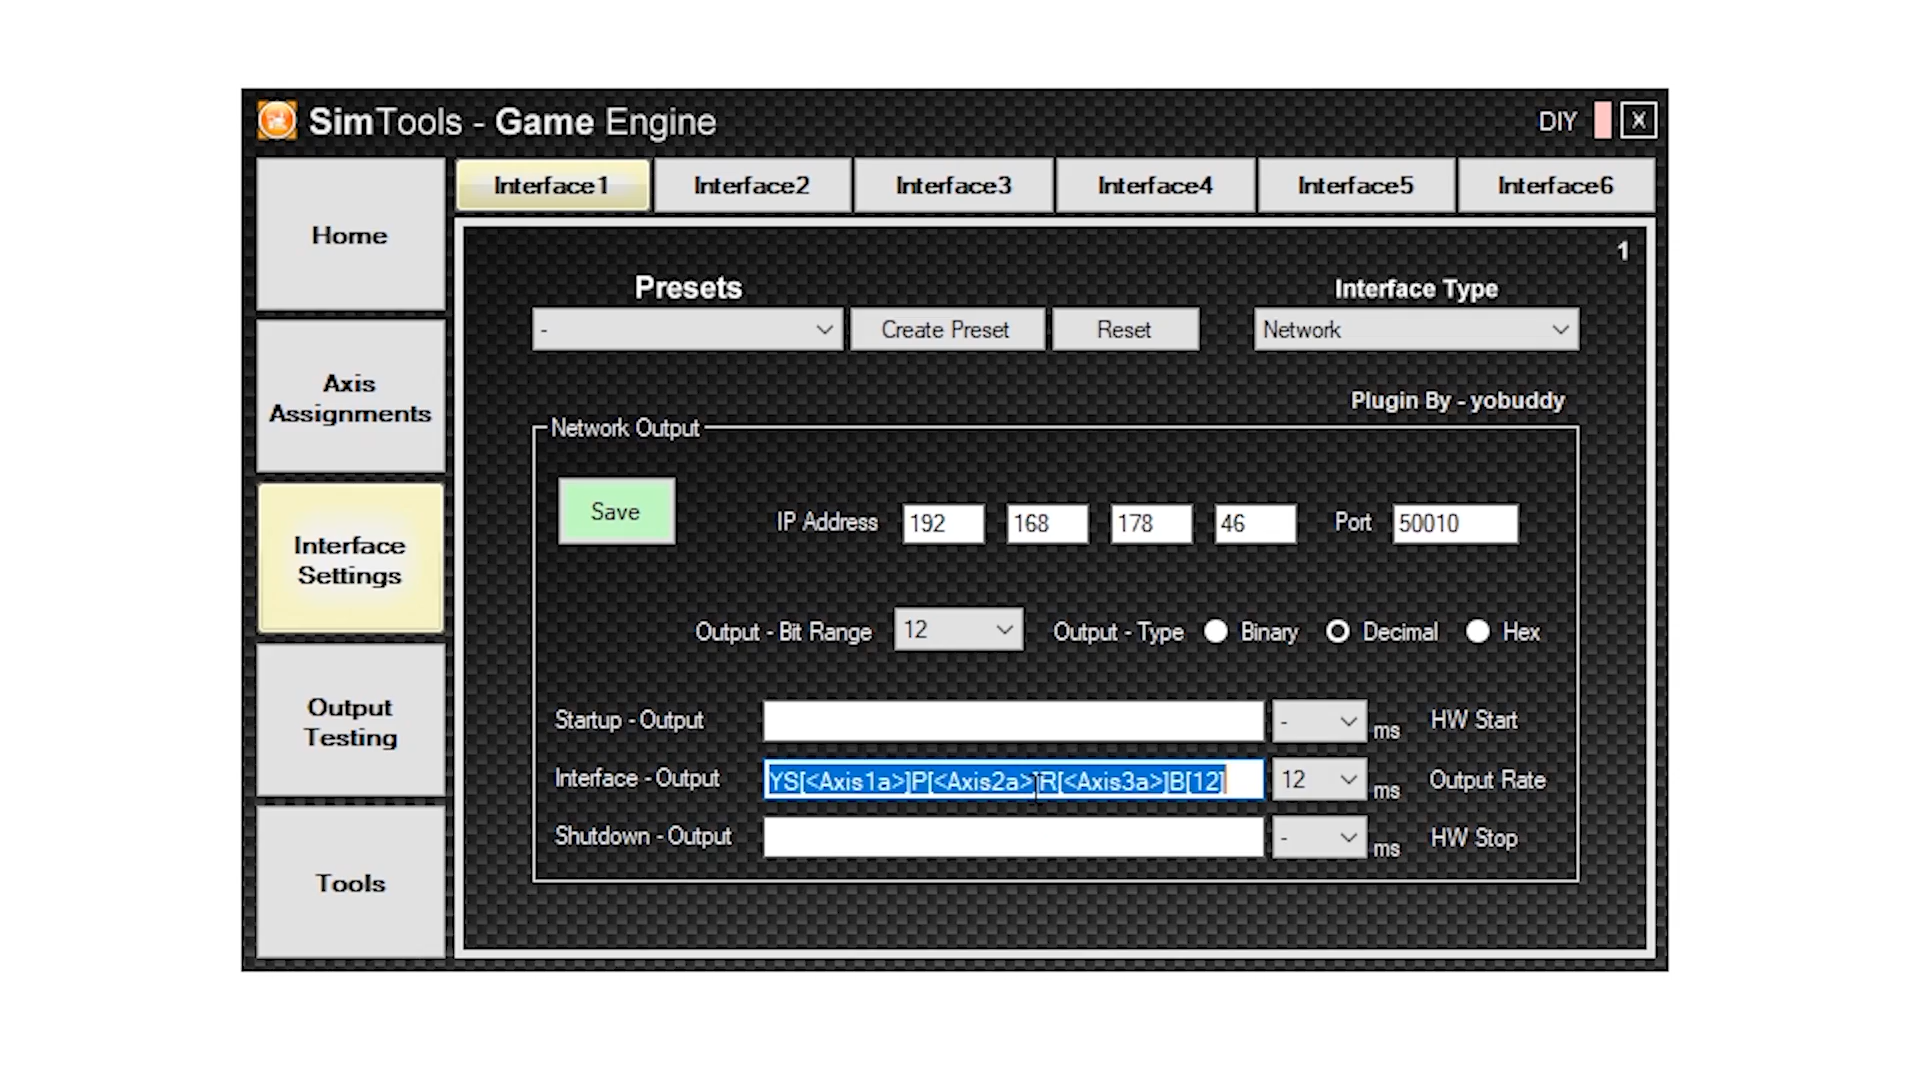 SimTools - Game Engine
DIY
X
Home
Axis
Assignments
Interface
Settings
Output
Testing
Tools
Interface1
Interface2
Interface3
Interface4
Interface5
Interface6
1
Presets
-
Create Preset
Reset
Interface Type
Network
Plugin By - yobuddy
Network Output
Save
IP Address 192 168 178 46 Port 50010
Output - Bit Range 12 Output - Type Binary Decimal Hex
Startup - Output - ms HW Start
Interface - Output YS[<Axis1a>]P[<Axis2a>]R[<Axis3a>]B[12] 12 ms Output Rate
Shutdown - Output - ms HW Stop